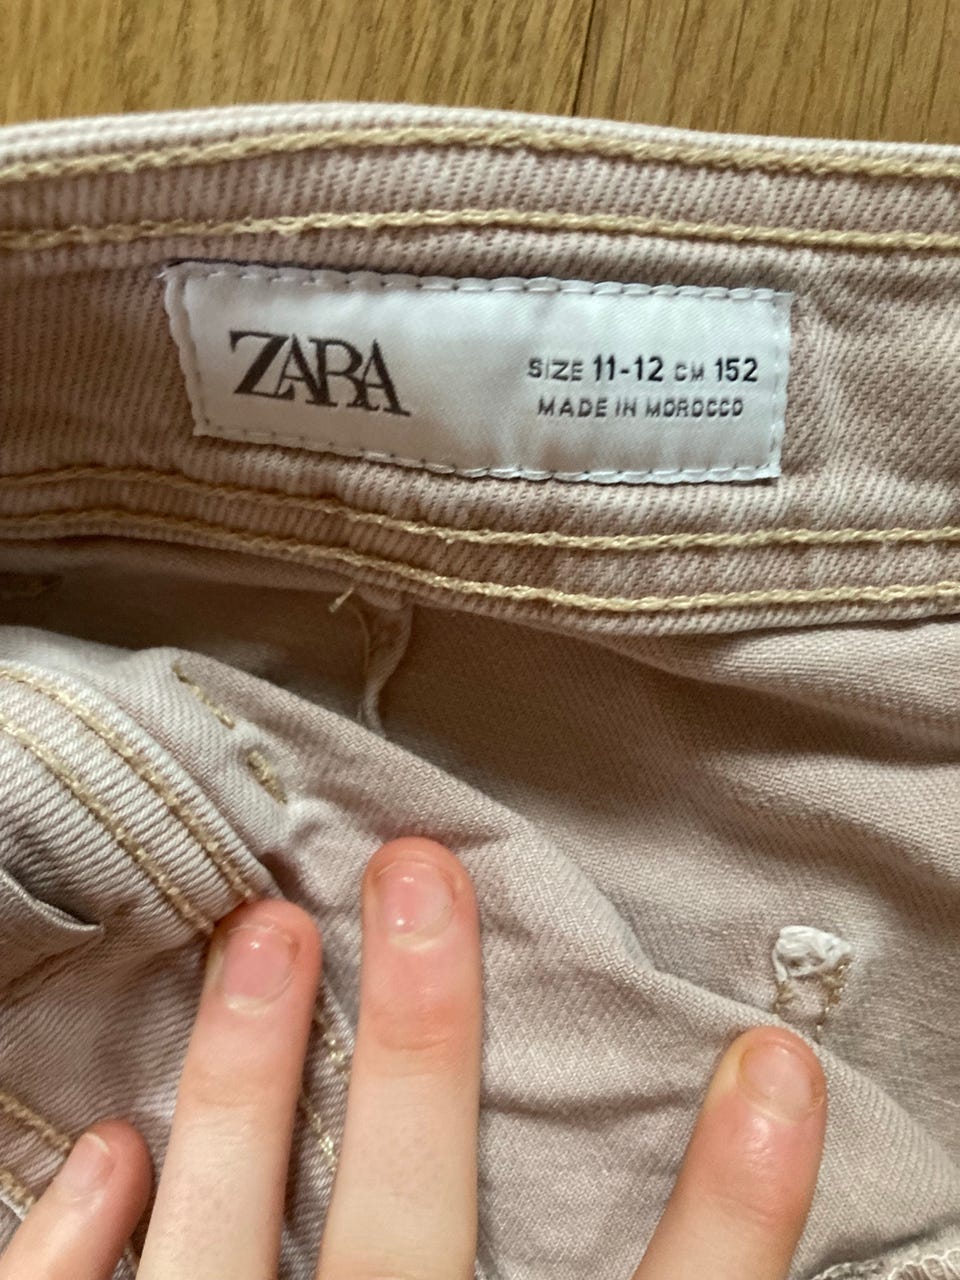 ZARA
SIZE 11-12 CM 152
MADE IN MOROCCO